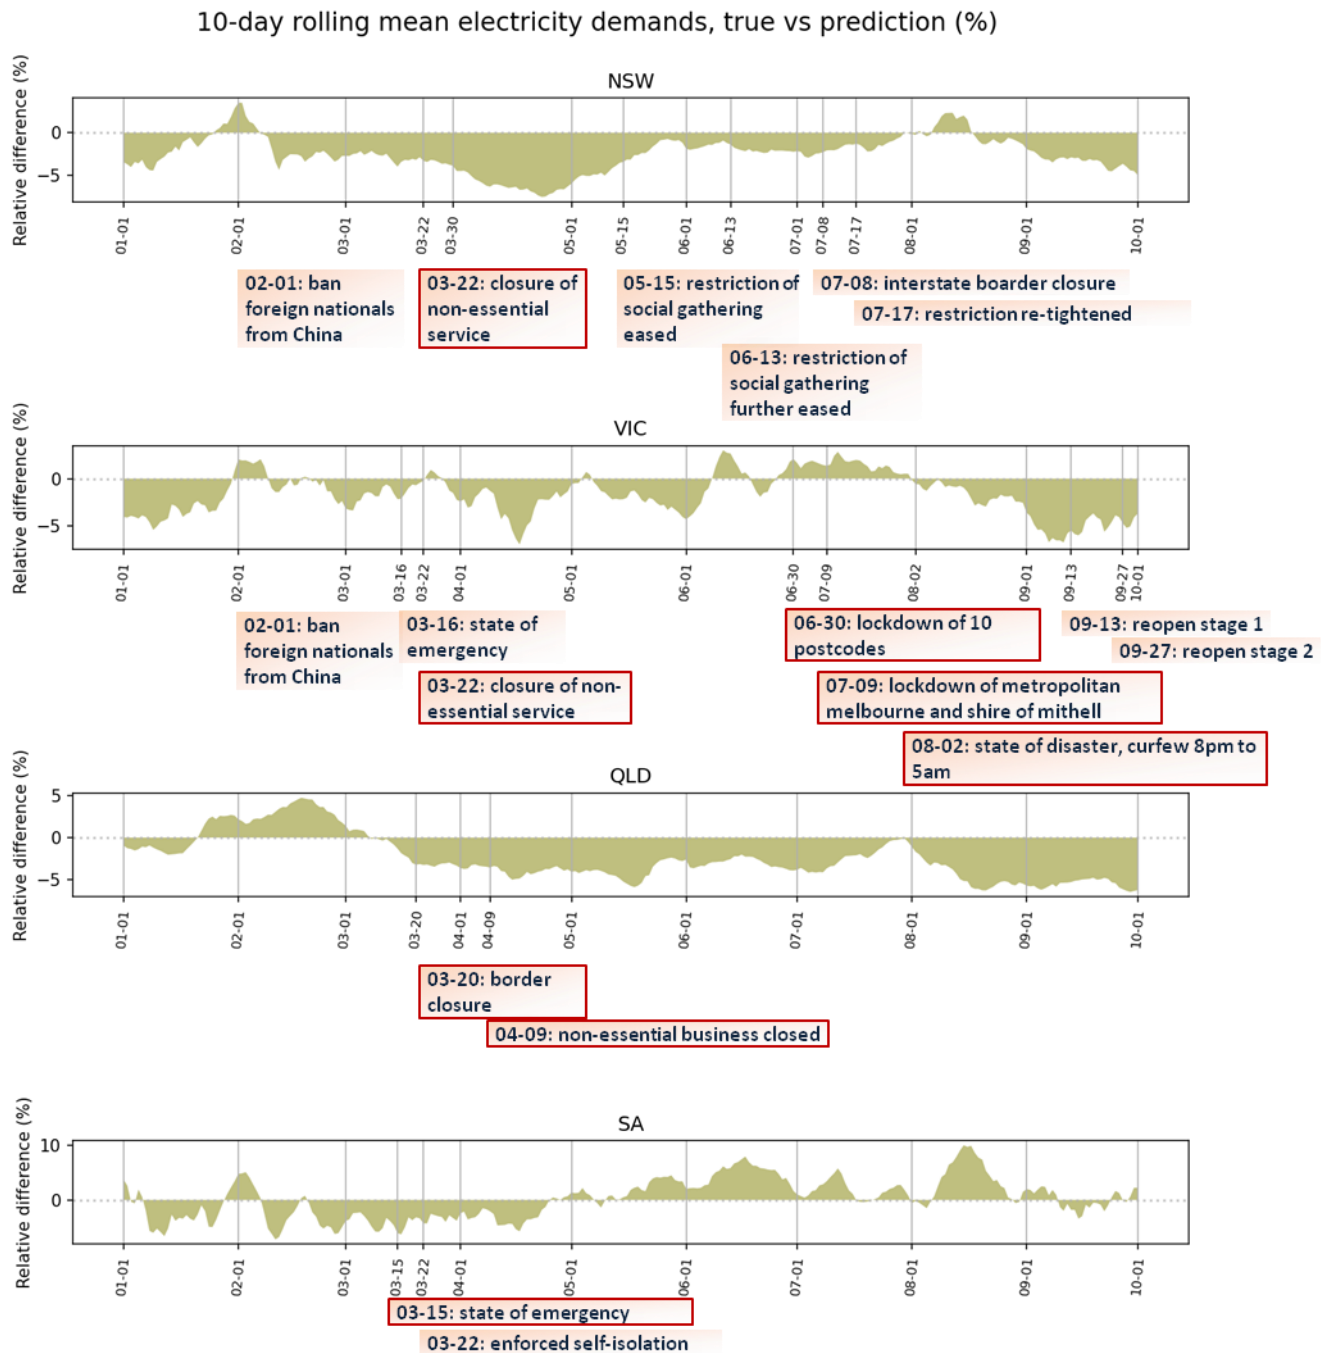 10-day rolling mean electricity demands, true vs prediction (%)
NSW
Relative difference (%)
0
−5
01-01
02-01
03-01
03-22
03-30
05-01
05-15
06-01
06-13
07-01
07-08
07-17
08-01
09-01
10-01
02-01: ban
foreign nationals
from China
03-22: closure of
non-essential
service
05-15: restriction of
social gathering
eased
07-08: interstate boarder closure
07-17: restriction re-tightened
06-13: restriction of
social gathering
further eased
VIC
Relative difference (%)
0
−5
01-01
02-01
03-01
03-16
03-22
04-01
05-01
06-01
06-30
07-09
08-02
09-01
09-13
09-27
10-01
02-01: ban
foreign nationals
from China
03-16: state of
emergency
03-22: closure of non-
essential service
06-30: lockdown of 10
postcodes
09-13: reopen stage 1
09-27: reopen stage 2
07-09: lockdown of metropolitan
melbourne and shire of mithell
08-02: state of disaster, curfew 8pm to
5am
QLD
Relative difference (%)
5
0
−5
01-01
02-01
03-01
03-20
04-01
04-09
05-01
06-01
07-01
08-01
09-01
10-01
03-20: border
closure
04-09: non-essential business closed
SA
Relative difference (%)
10
0
01-01
02-01
03-01
03-15
03-22
04-01
05-01
06-01
07-01
08-01
09-01
10-01
03-15: state of emergency
03-22: enforced self-isolation